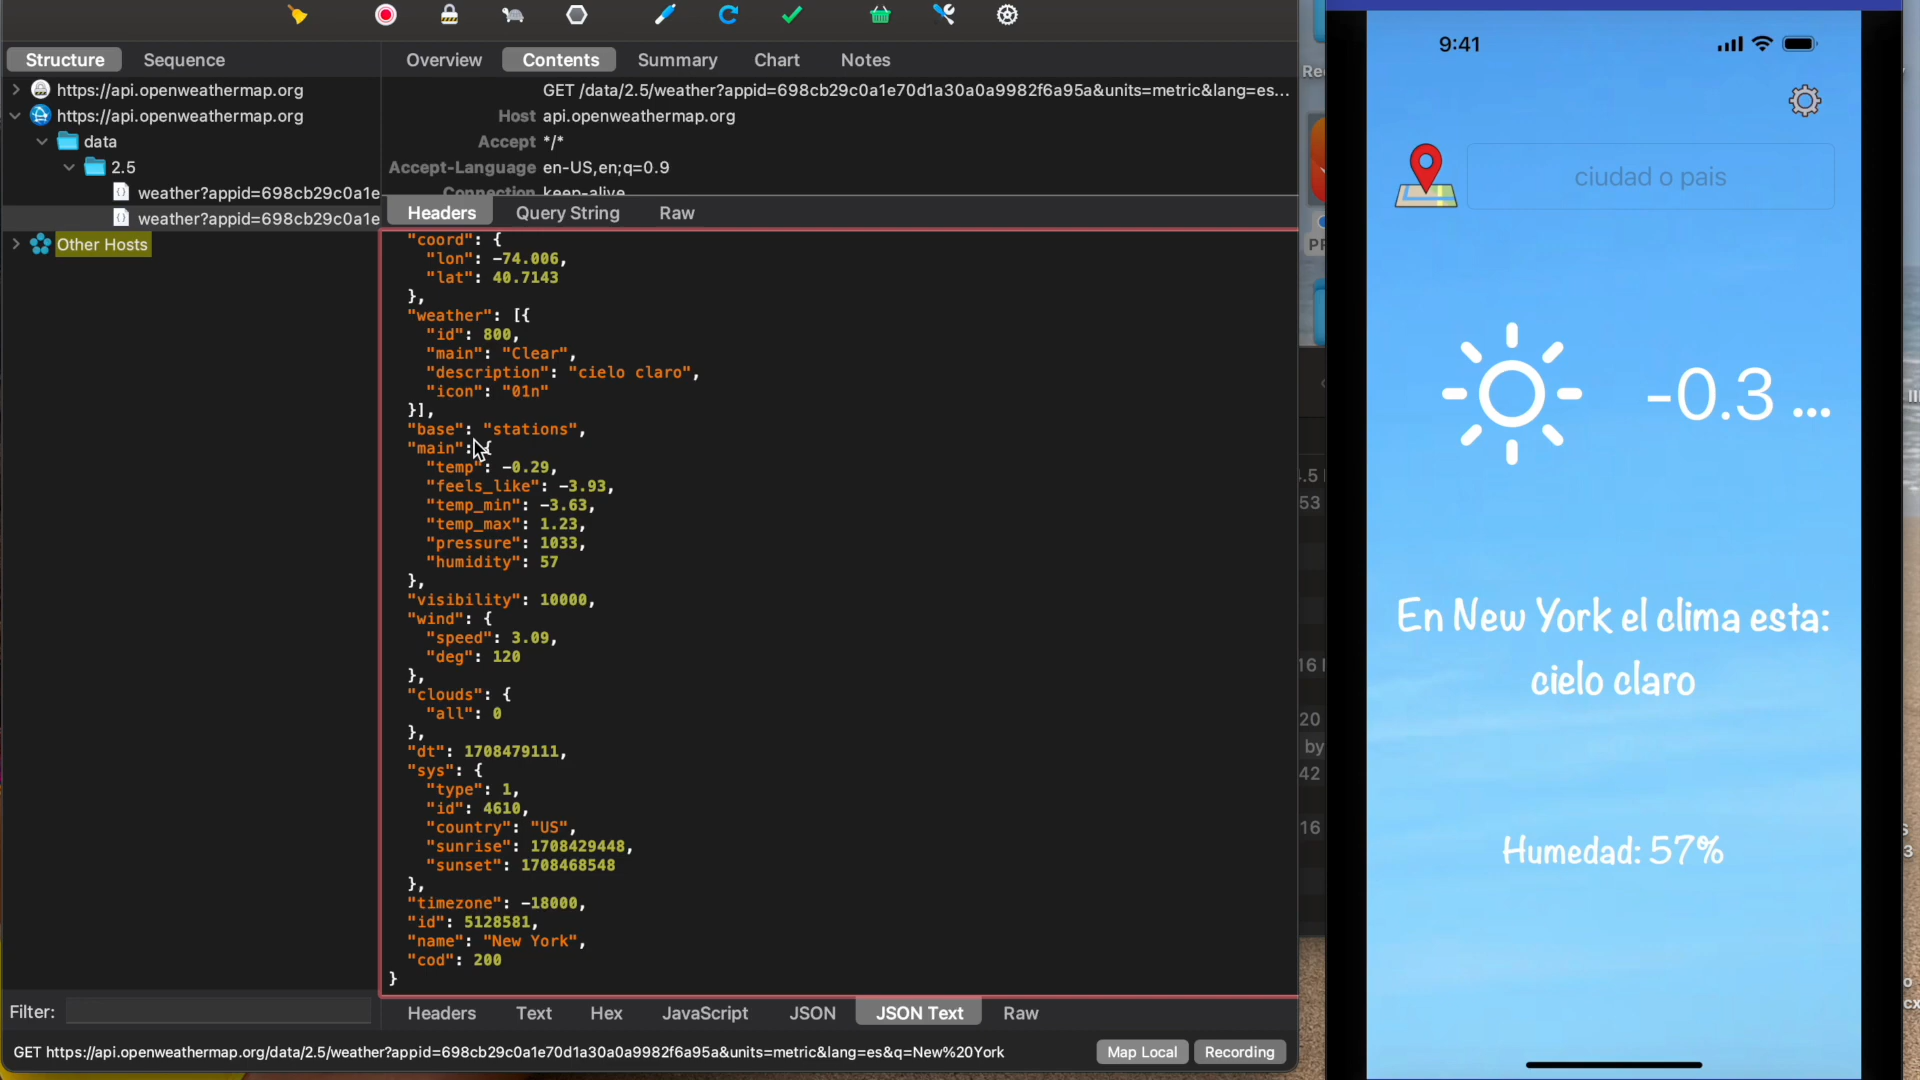 Structure
Sequence
Overview
Contents
Summary
Chart
Notes
https://api.openweathermap.org
https://api.openweathermap.org
data
2.5
weather?appid=698cb29c0a1e
weather?appid=698cb29c0a1e
Other Hosts
GET /data/2.5/weather?appid=698cb29c0a1e70d1a30a0a9982f6a95a&units=metric&lang=es...
Host api.openweathermap.org
Accept */*
Accept-Language en-US,en;q=0.9
Connection keep-alive
Headers
Query String
Raw
"coord": {
"lon": -74.006,
"lat": 40.7143
},
"weather": [{
"id": 800,
"main": "Clear",
"description": "cielo claro",
"icon": "01n"
}],
"base": "stations",
"main": {
"temp": -0.29,
"feels_like": -3.93,
"temp_min": -3.63,
"temp_max": 1.23,
"pressure": 1033,
"humidity": 57
},
"visibility": 10000,
"wind": {
"speed": 3.09,
"deg": 120
},
"clouds": {
"all": 0
},
"dt": 1708479111,
"sys": {
"type": 1,
"id": 4610,
"country": "US",
"sunrise": 1708429448,
"sunset": 1708468548
},
"timezone": -18000,
"id": 5128581,
"name": "New York",
"cod": 200
}
Filter:
Headers
Text
Hex
JavaScript
JSON
JSON Text
Raw
GET https://api.openweathermap.org/data/2.5/weather?appid=698cb29c0a1e70d1a30a0a9982f6a95a&units=metric&lang=es&q=New%20York
Map Local
Recording
9:41
ciudad o pais
-0.3 ...
En New York el clima esta:
cielo claro
Humedad: 57%